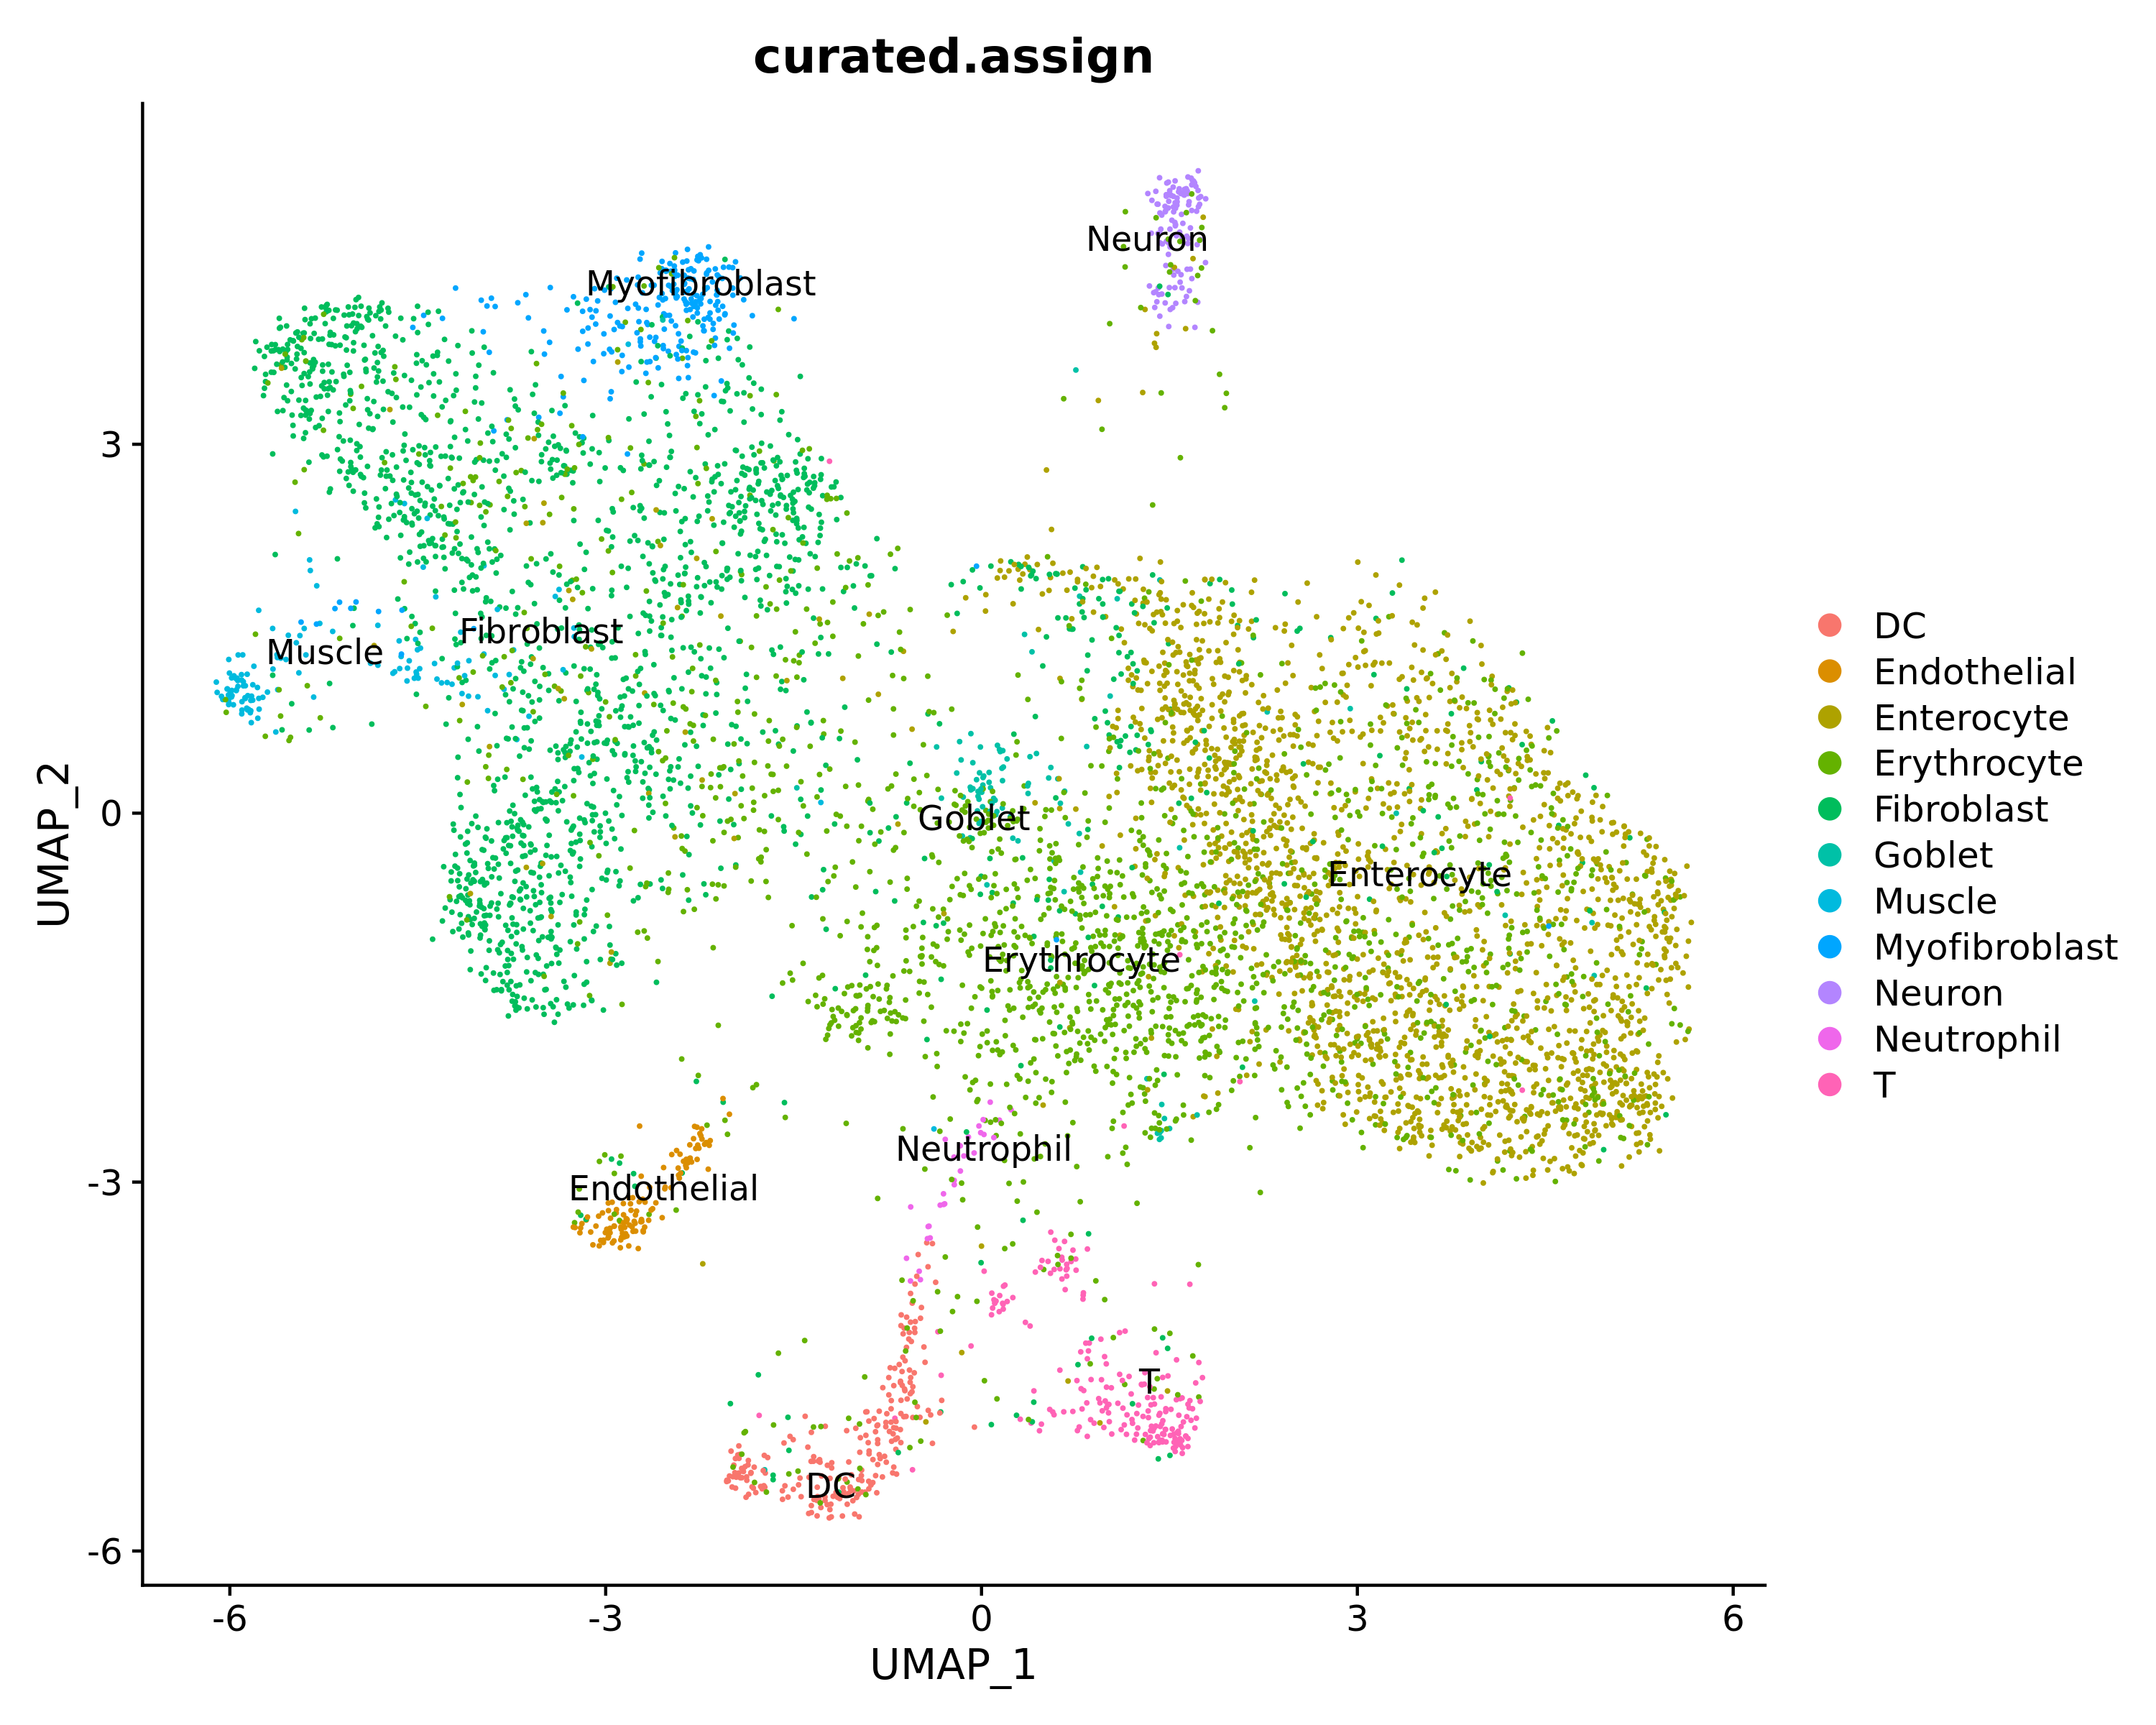 curated.assign
Neuron
Myofibroblast
Fibroblast
Muscle
Goblet
Enterocyte
Erythrocyte
Neutrophil
Endothelial
T
DC
3
0
-3
-6
UMAP_2
-6
-3
0
3
6
UMAP_1
DC
Endothelial
Enterocyte
Erythrocyte
Fibroblast
Goblet
Muscle
Myofibroblast
Neuron
Neutrophil
T